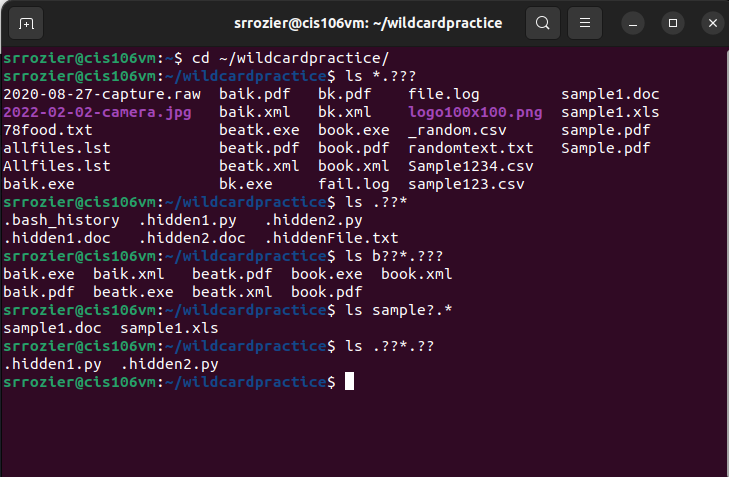 srrozier@cis106vm: ~/wildcardpractice
srrozier@cis106vm:~$ cd ~/wildcardpractice/
srrozier@cis106vm:~/wildcardpractice$ ls *.???
2020-08-27-capture.raw  baik.pdf   bk.pdf    file.log         sample1.doc
2022-02-02-camera.jpg   baik.xml   bk.xml    logo100x100.png  sample1.xls
78food.txt              beatk.exe  book.exe  _random.csv      sample.pdf
allfiles.lst            beatk.pdf  book.pdf  randomtext.txt   Sample.pdf
Allfiles.lst            beatk.xml  book.xml  Sample1234.csv
baik.exe                bk.exe     fail.log  sample123.csv
srrozier@cis106vm:~/wildcardpractice$ ls .??*
.bash_history  .hidden1.py   .hidden2.py
.hidden1.doc   .hidden2.doc  .hiddenFile.txt
srrozier@cis106vm:~/wildcardpractice$ ls b??*.???
baik.exe  baik.xml   beatk.pdf  book.exe  book.xml
baik.pdf  beatk.exe  beatk.xml  book.pdf
srrozier@cis106vm:~/wildcardpractice$ ls sample?.*
sample1.doc  sample1.xls
srrozier@cis106vm:~/wildcardpractice$ ls .??*.??
.hidden1.py  .hidden2.py
srrozier@cis106vm:~/wildcardpractice$